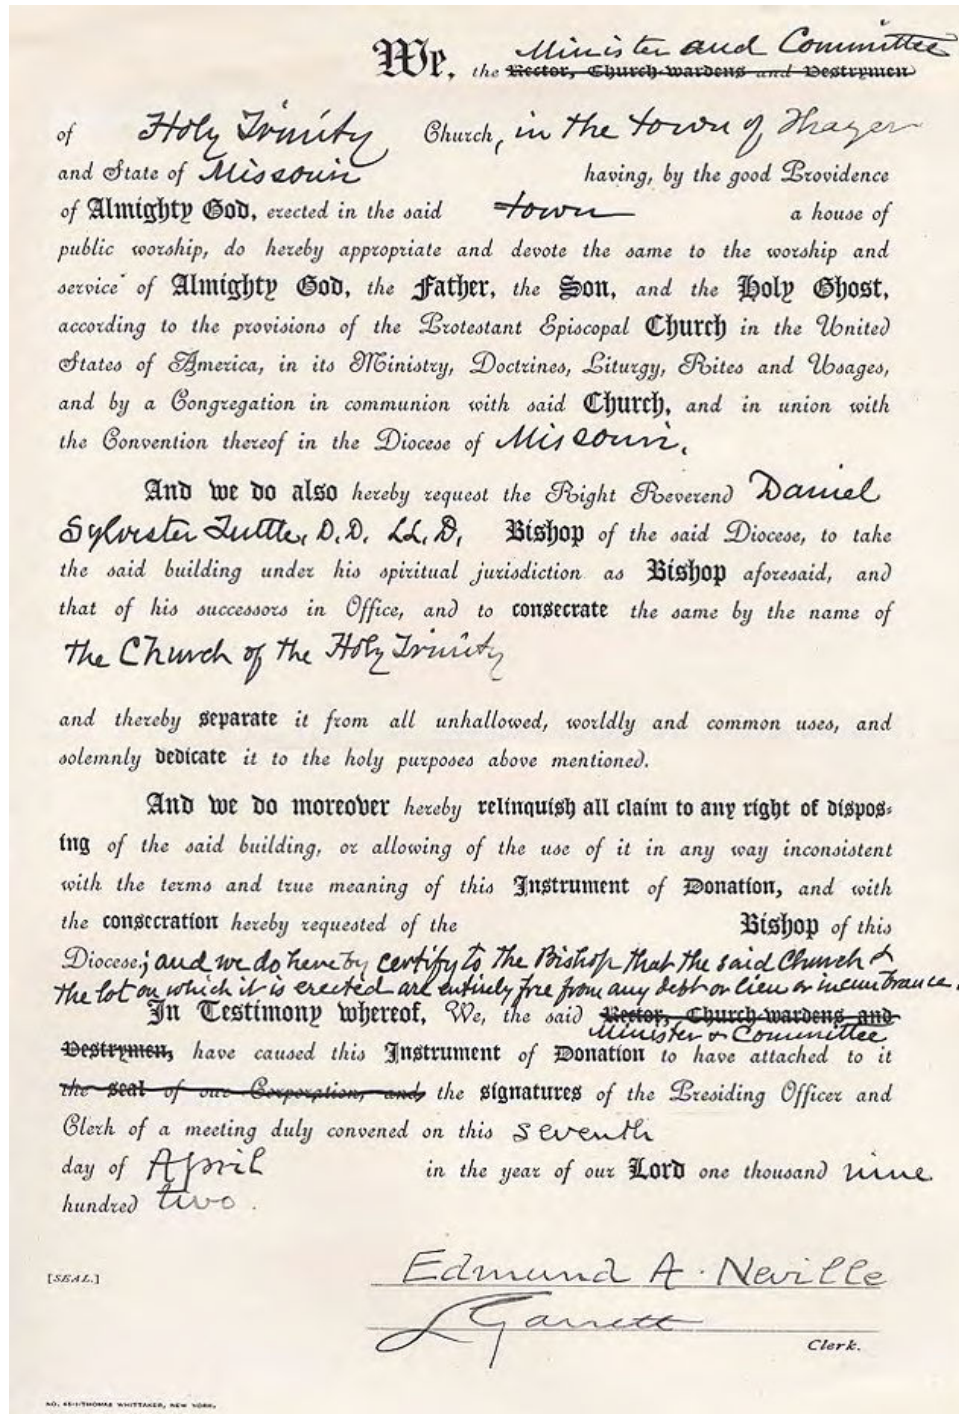 Minister and Committee
We, the Rector, Church-wardens and Vestrymen
of Holy Trinity Church, in the town of Thayer
and State of Missouri having, by the good Providence
of Almighty God, erected in the said town a house of
public worship, do hereby appropriate and devote the same to the worship and
service of Almighty God, the Father, the Son, and the Holy Ghost,
according to the provisions of the Protestant Episcopal Church in the United
States of America, in its Ministry, Doctrines, Liturgy, Rites and Usages,
and by a Congregation in communion with said Church, and in union with
the Convention thereof in the Diocese of Missouri.
And we do also hereby request the Right Reverend Daniel
Sylvester Tuttle, D.D. LL.D, Bishop of the said Diocese, to take
the said building under his spiritual jurisdiction as Bishop aforesaid, and
that of his successors in Office, and to consecrate the same by the name of
the Church of the Holy Trinity
and thereby separate it from all unhallowed, worldly and common uses, and
solemnly dedicate it to the holy purposes above mentioned.
And we do moreover hereby relinquish all claim to any right of dispos-
ing of the said building, or allowing of the use of it in any way inconsistent
with the terms and true meaning of this Instrument of Donation, and with
the consecration hereby requested of the Bishop of this
Diocese; and we do hereby certify to the Bishop that the said Church &
the lot on which it is erected are entirely free from any debt or lien or incumbrance.
In Testimony whereof, We, the said Rector, Church-wardens and
Minister & Committee
Vestrymen, have caused this Instrument of Donation to have attached to it
the seal of our Corporation, and, the signatures of the Presiding Officer and
Clerk of a meeting duly convened on this seventh
day of April in the year of our Lord one thousand nine
hundred two.
Edmund A. Neville
[SEAL.]
L Garrett
Clerk.
NO. 45-1/THOMAS WHITTAKER, NEW YORK.